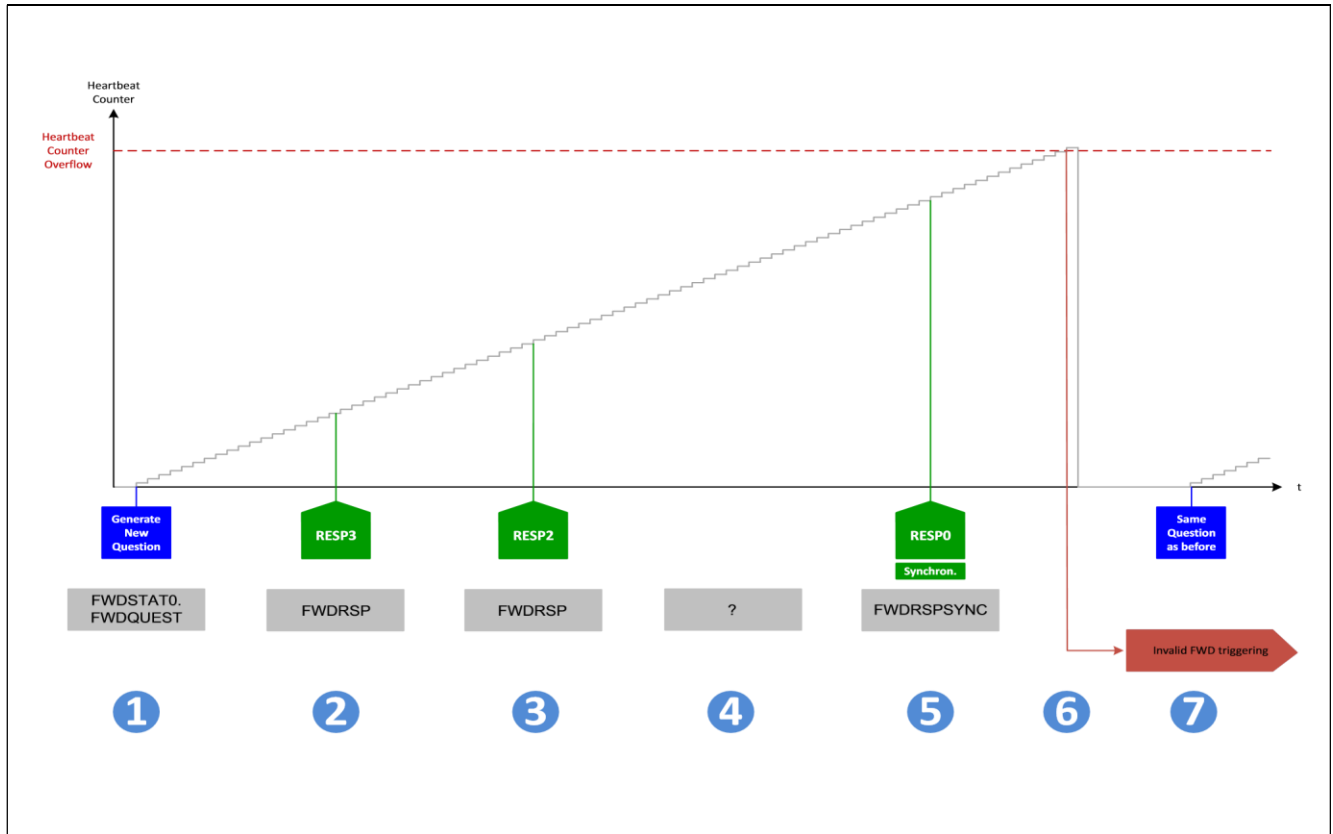 Heartbeat
Counter
Heartbeat
Counter
Overflow
t
Generate
New
Question
RESP3
RESP2
RESP0
Synchron.
Same
Question
as before
FWDSTAT0.
FWDQUEST
FWDRSP
FWDRSP
?
FWDRSPSYNC
Invalid FWD triggering
1
2
3
4
5
6
7